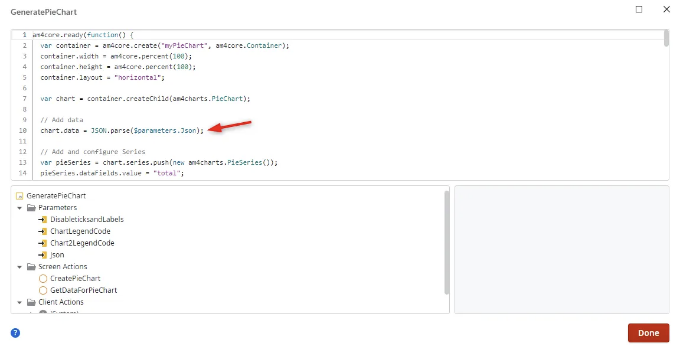 GeneratePieChart
1 am4core.ready(function() {
2 var container = am4core.create("myPieChart", am4core.Container);
3 container.width = am4core.percent(100);
4 container.height = am4core.percent(100);
5 container.layout = "horizontal";
6
7 var chart = container.createChild(am4charts.PieChart);
8
9 // Add data
10 chart.data = JSON.parse($parameters.Json);
11
12 // Add and configure Series
13 var pieSeries = chart.series.push(new am4charts.PieSeries());
14 pieSeries.dataFields.value = "total";
GeneratePieChart
Parameters
DisableticksandLabels
ChartLegendCode
Chart2LegendCode
Json
Screen Actions
CreatePieChart
GetDataForPieChart
Client Actions
?
Done